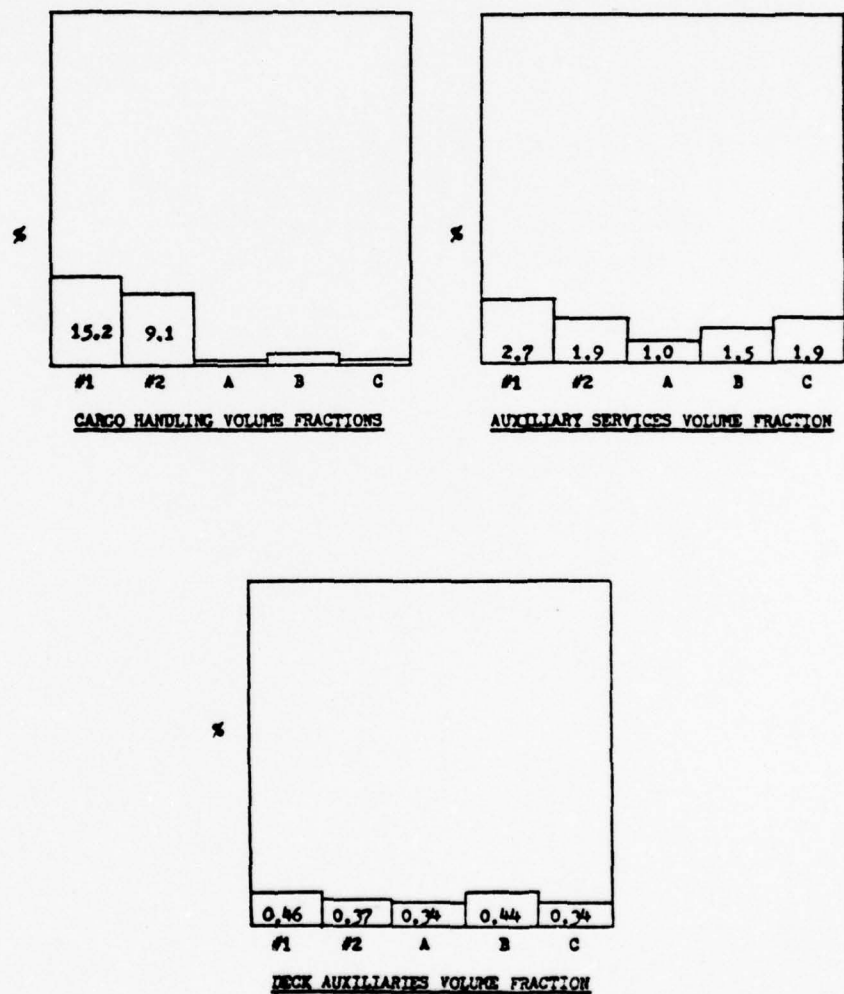 %
15.2 9.1
#1 #2 A B C
CARGO HANDLING VOLUME FRACTIONS
%
2.7 1.9 1.0 1.5 1.9
#1 #2 A B C
AUXILIARY SERVICES VOLUME FRACTION
%
0.46 0.37 0.34 0.44 0.34
#1 #2 A B C
DECK AUXILIARIES VOLUME FRACTION